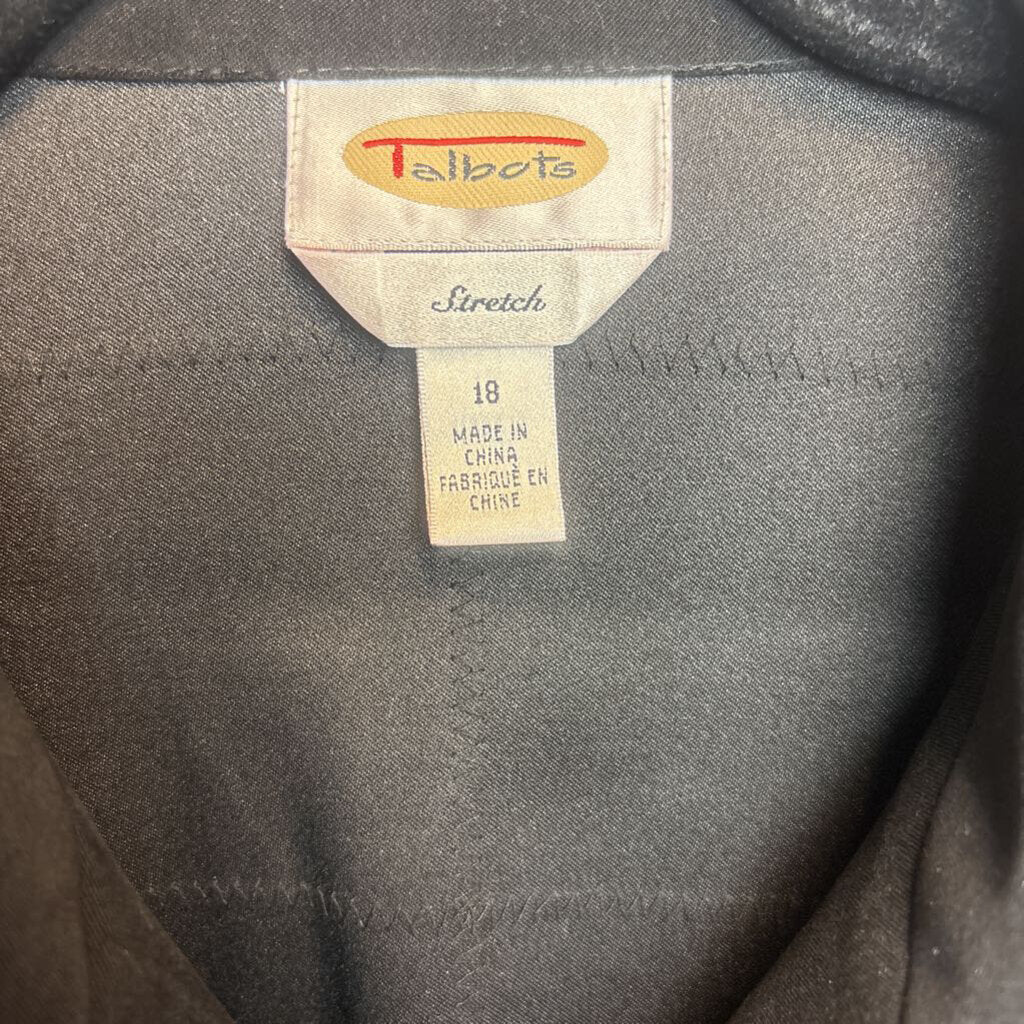 Talbots
Stretch
18
MADE IN
CHINA
FABRIQUÈ EN
CHINE